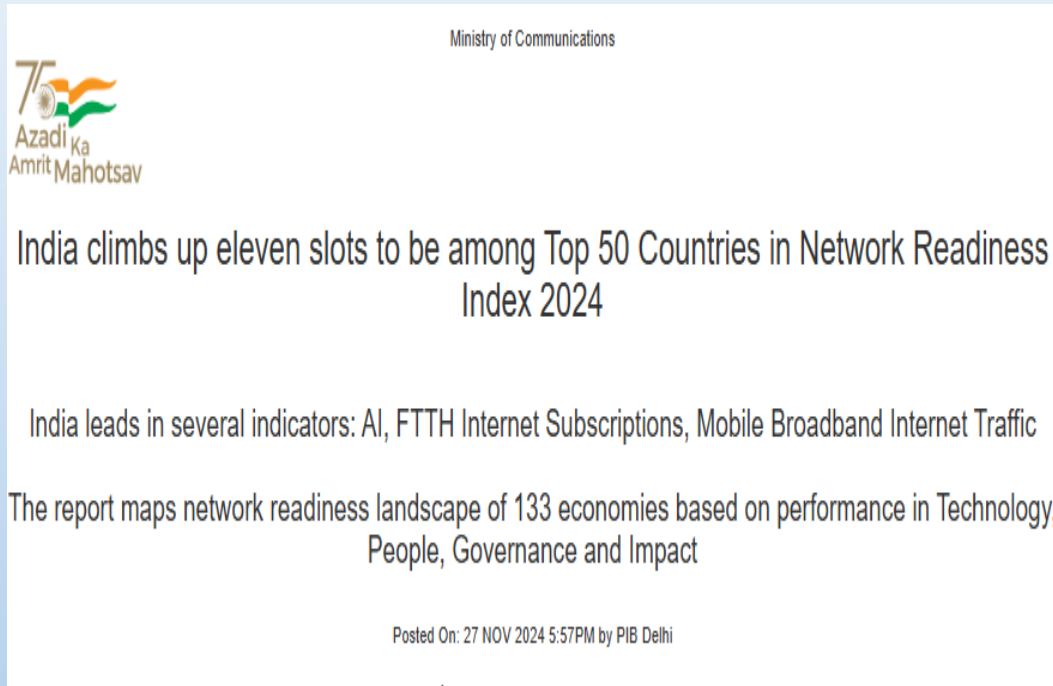 Ministry of Communications
75
Azadi Ka
Amrit Mahotsav
India climbs up eleven slots to be among Top 50 Countries in Network Readiness
Index 2024
India leads in several indicators: AI, FTTH Internet Subscriptions, Mobile Broadband Internet Traffic
The report maps network readiness landscape of 133 economies based on performance in Technology,
People, Governance and Impact
Posted On: 27 NOV 2024 5:57PM by PIB Delhi